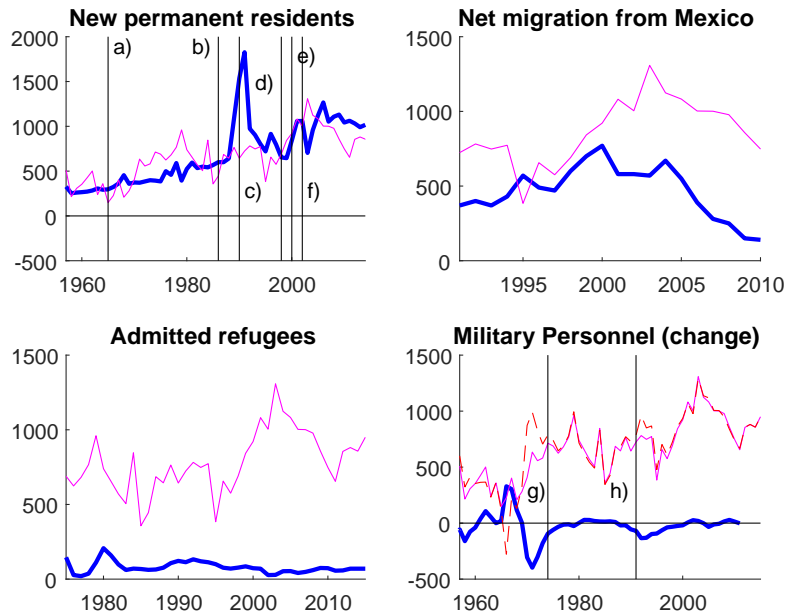 New permanent residents
2000
1500
1000
500
0
-500
1960
1980
2000
a)
b)
c)
d)
e)
f)
Net migration from Mexico
1500
1000
500
0
1995
2000
2005
2010
Admitted refugees
1500
1000
500
0
1980
1990
2000
2010
Military Personnel (change)
1500
1000
500
0
-500
1960
1980
2000
g)
h)